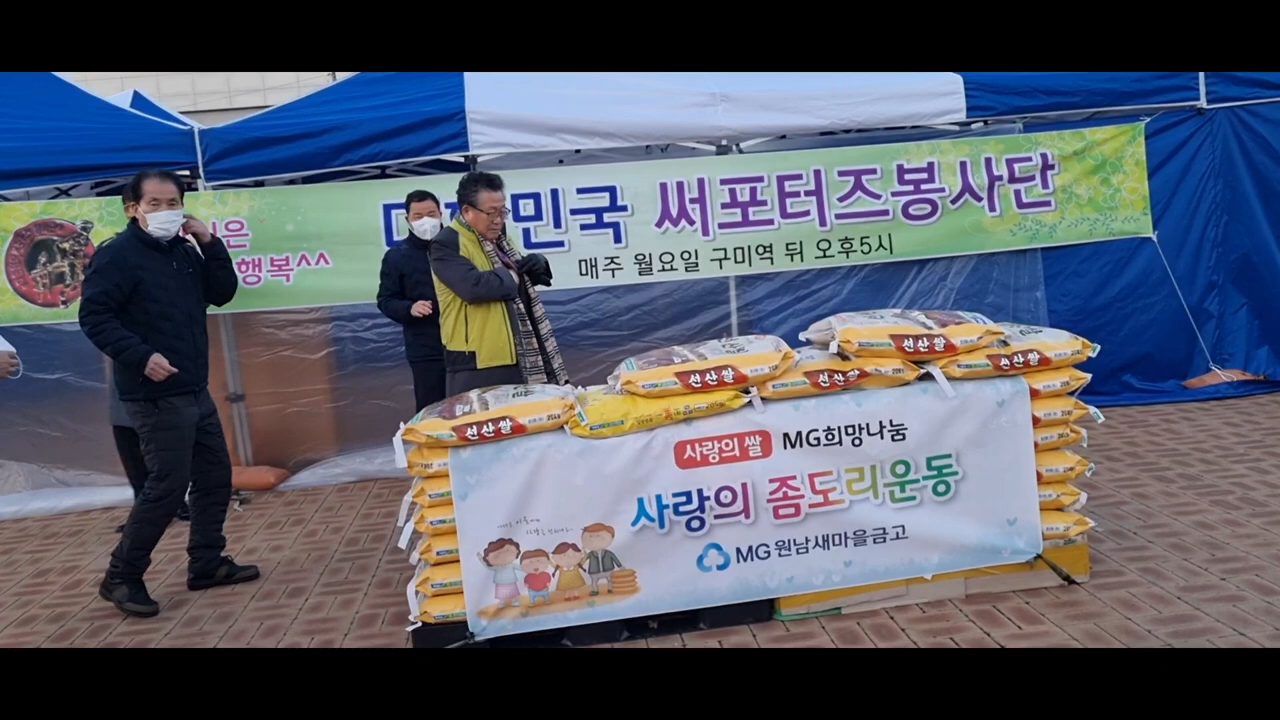 은
행복^^
민국 써포터즈봉사단
매주 월요일 구미역 뒤 오후5시
선산쌀
선산쌀
선산쌀
선산쌀
선산쌀
사랑의 쌀 MG희망나눔
사랑의 좀도리운동
MG원남새마을금고